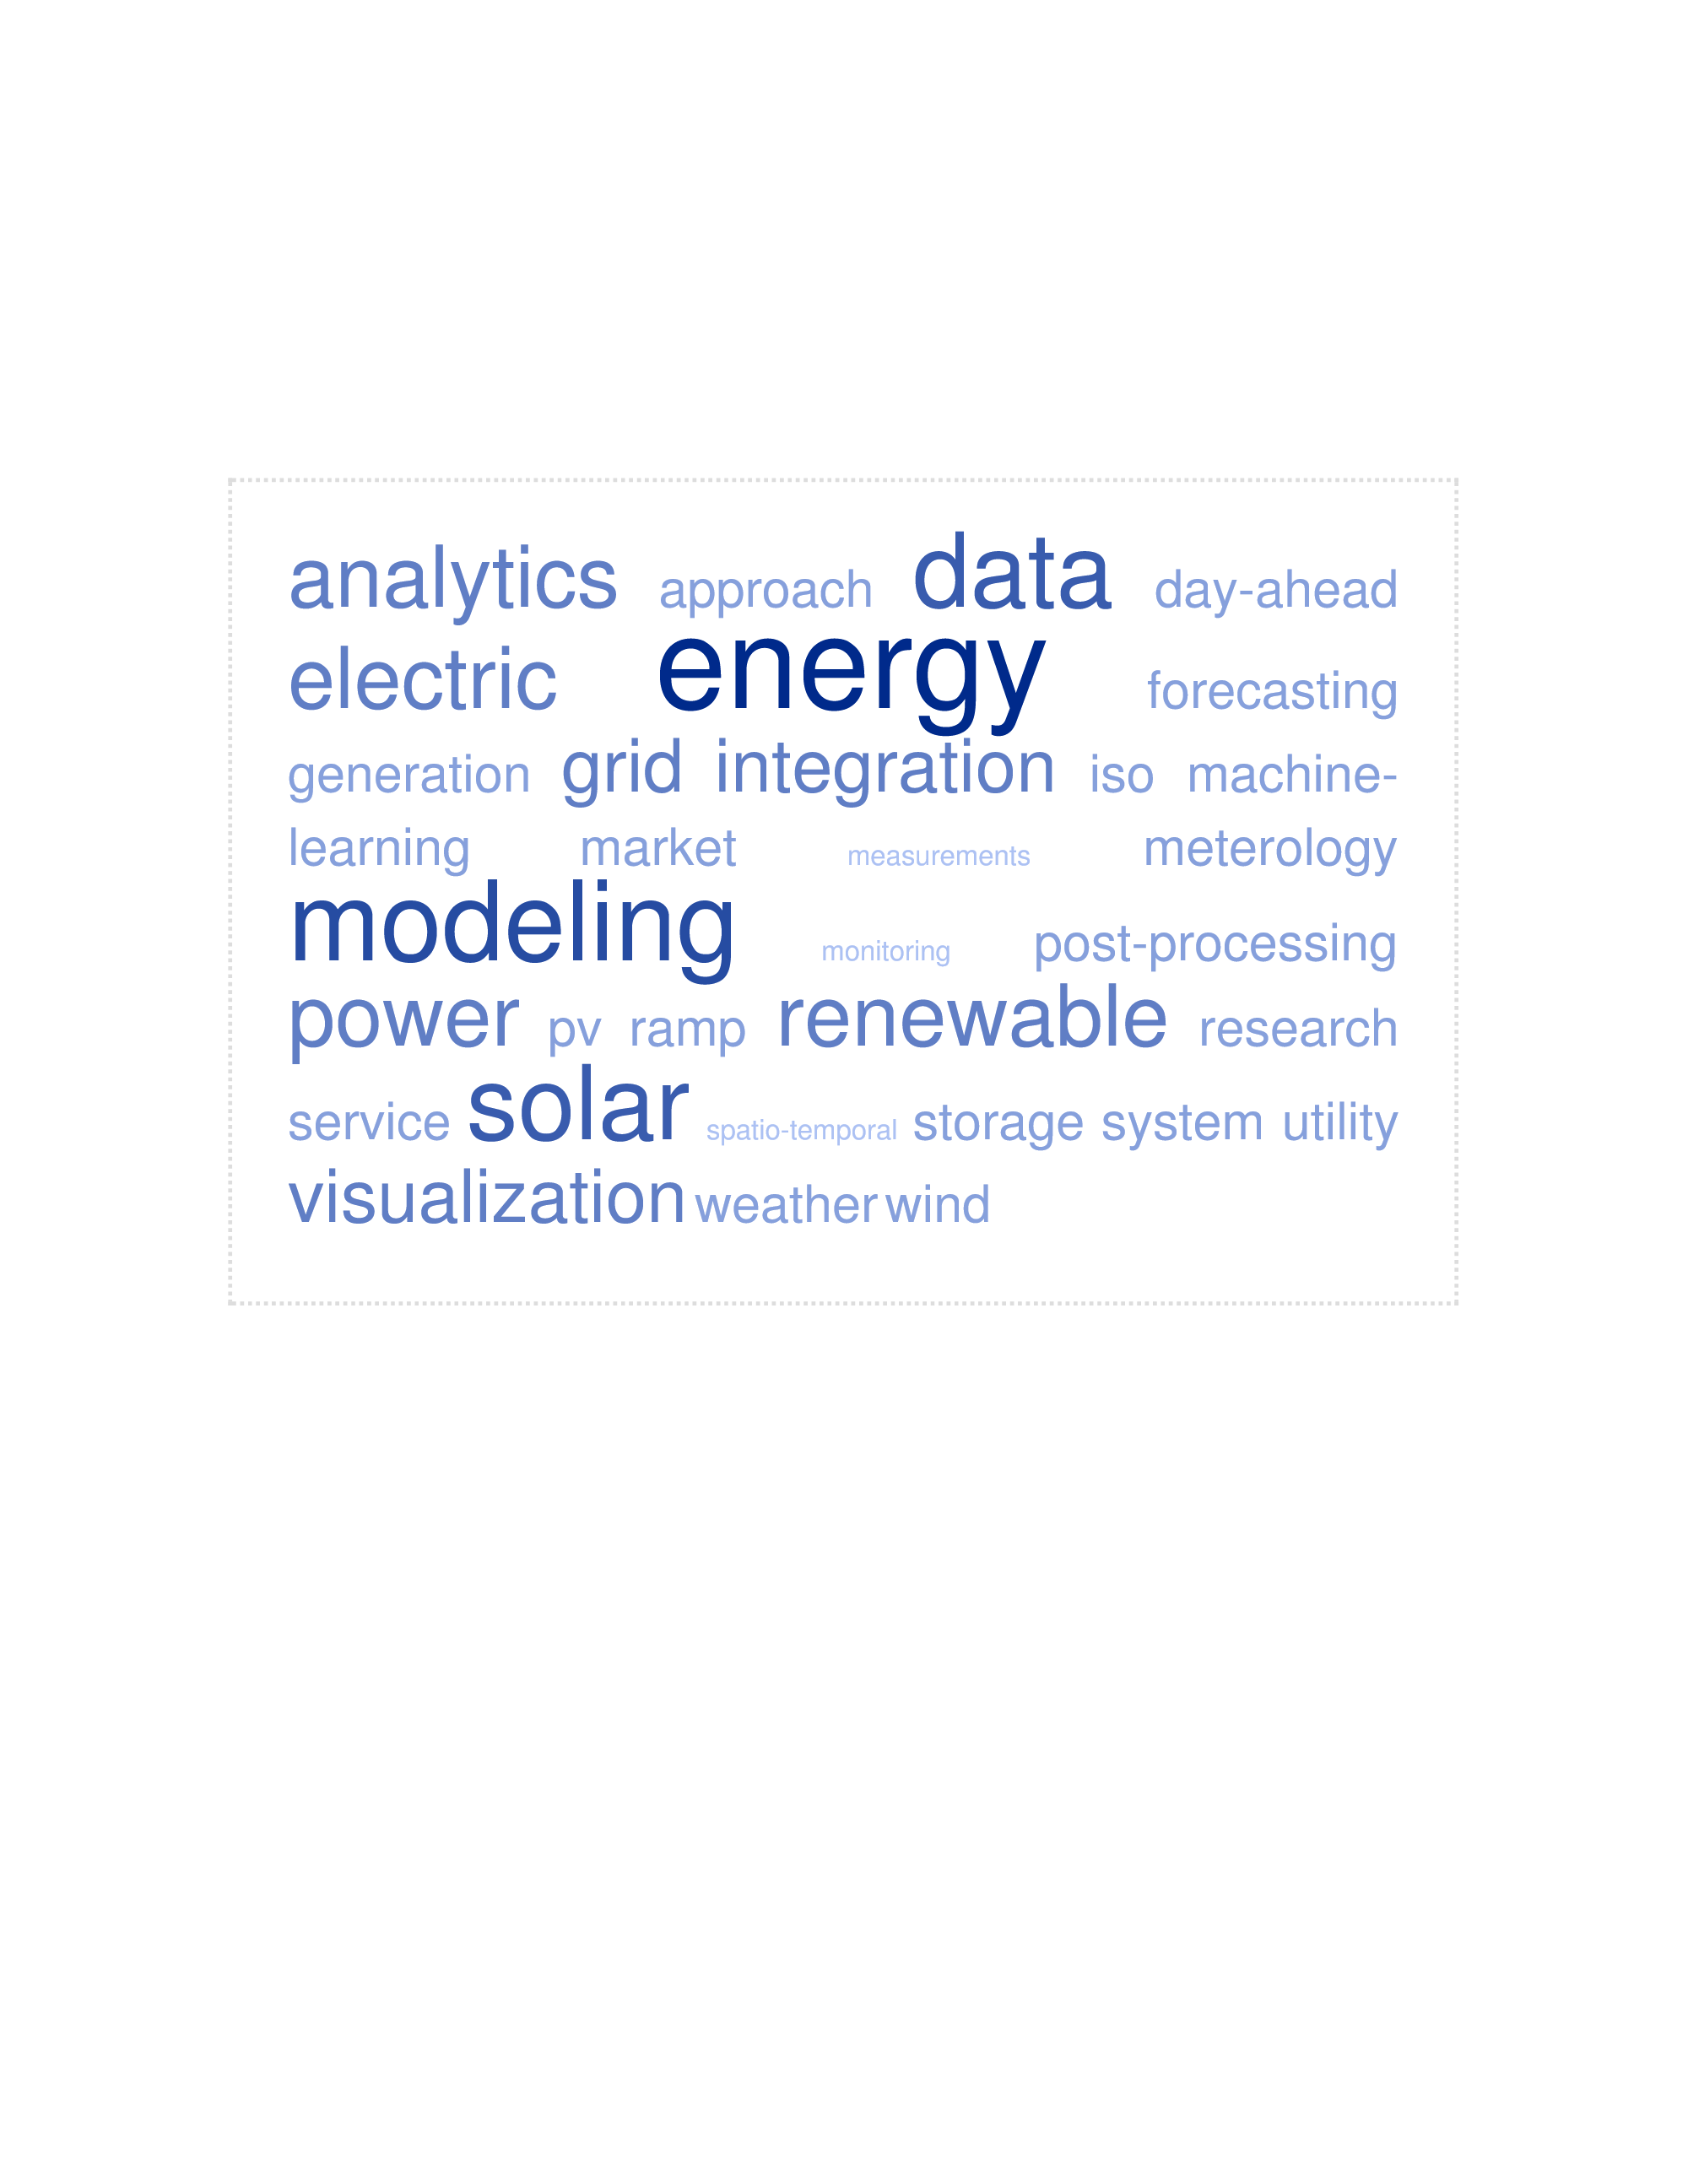 analytics approach data day-ahead
electric energy forecasting
generation grid integration iso machine-
learning market measurements meterology
modeling monitoring post-processing
power pv ramp renewable research
service solar spatio-temporal storage system utility
visualization weather wind